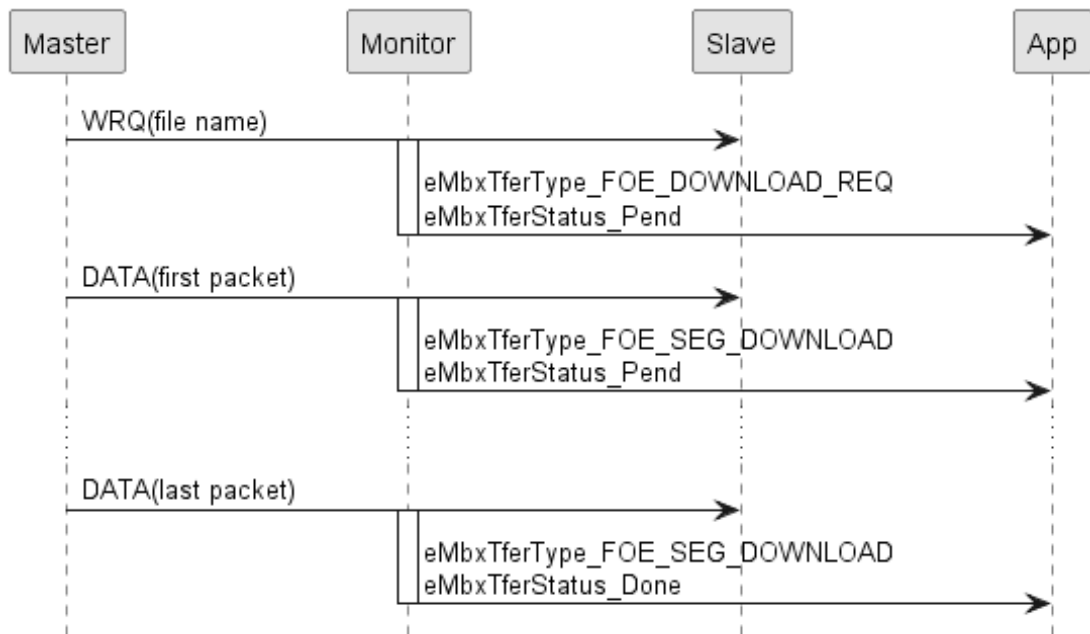 Master
Monitor
Slave
App
WRQ(file name)
eMbxTferType_FOE_DOWNLOAD_REQ
eMbxTferStatus_Pend
DATA(first packet)
eMbxTferType_FOE_SEG_DOWNLOAD
eMbxTferStatus_Pend
DATA(last packet)
eMbxTferType_FOE_SEG_DOWNLOAD
eMbxTferStatus_Done